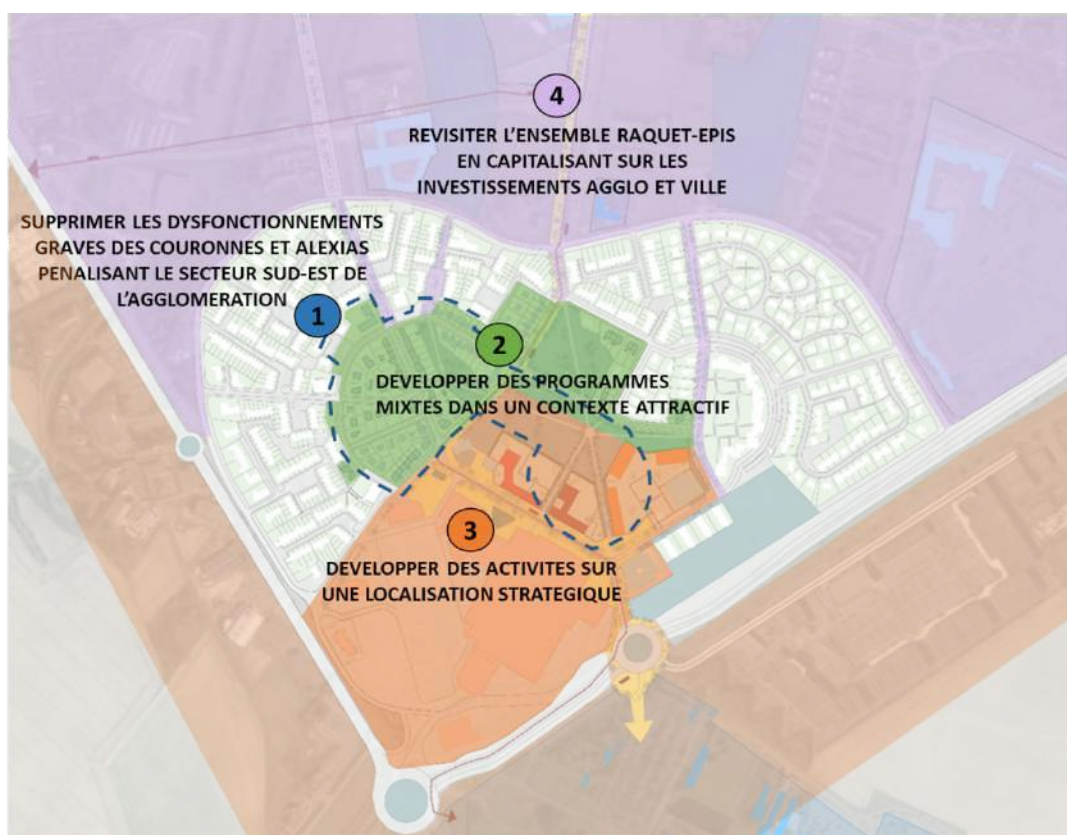 4
REVISITER L'ENSEMBLE RAQUET-EPIS
EN CAPITALISANT SUR LES
INVESTISSEMENTS AGGLO ET VILLE
SUPPRIMER LES DYSFONCTIONNEMENTS
GRAVES DES COURONNES ET ALEXIAS
PENALISANT LE SECTEUR SUD-EST DE
L'AGGLOMERATION
1
2
DEVELOPPER DES PROGRAMMES
MIXTES DANS UN CONTEXTE ATTRACTIF
3
DEVELOPPER DES ACTIVITES SUR
UNE LOCALISATION STRATEGIQUE